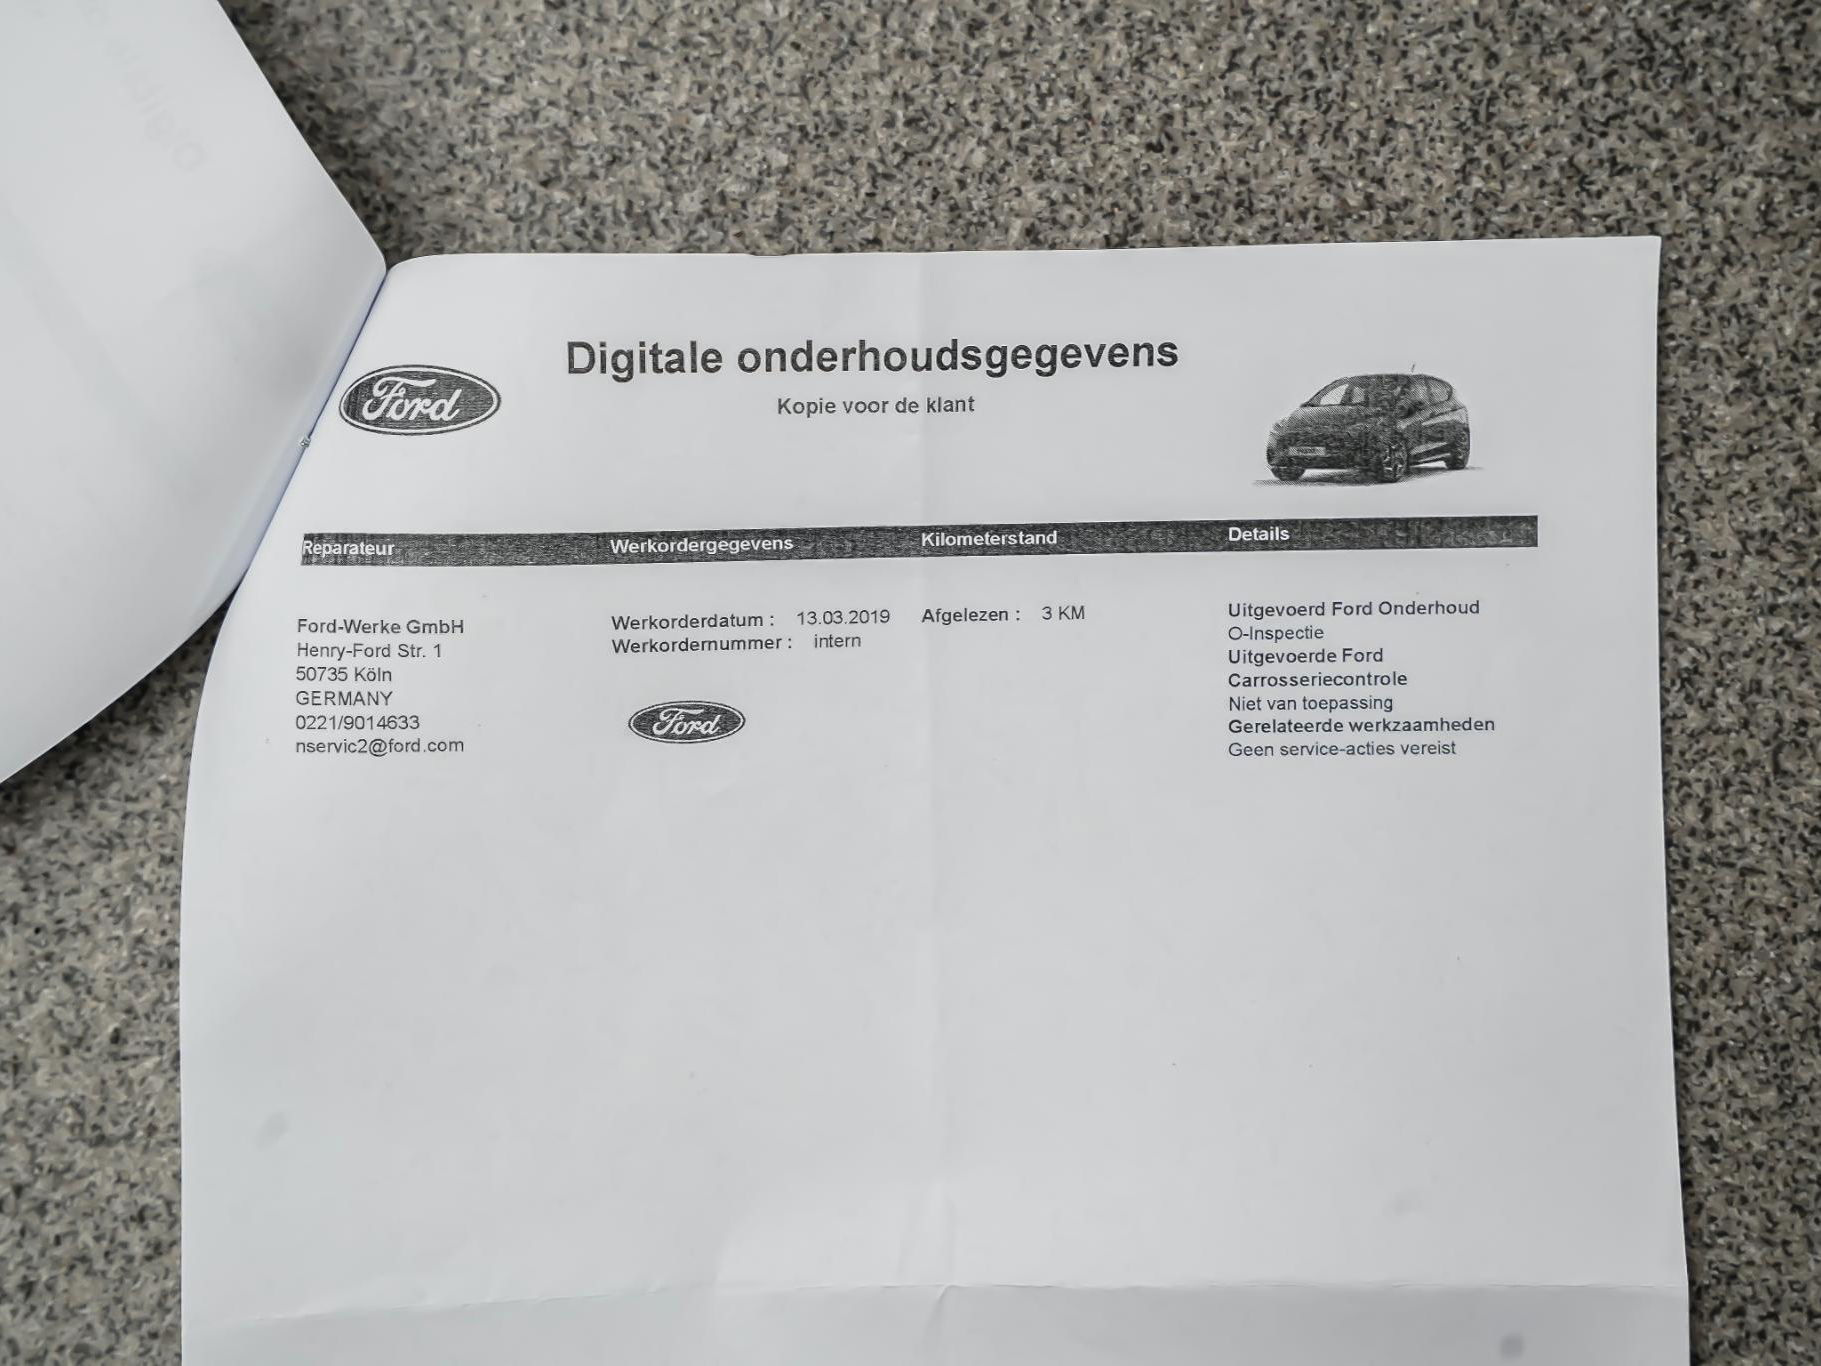 Digitale onderhoudsgegevens
Ford
Kopie voor de klant
Reparateur Werkordergegevens Kilometerstand Details
Ford-Werke GmbH
Henry-Ford Str. 1
50735 Köln
GERMANY
0221/9014633
nservic2@ford.com
Werkorderdatum : 13.03.2019
Werkordernummer : intern
Ford
Afgelezen : 3 KM
Uitgevoerd Ford Onderhoud
O-Inspectie
Uitgevoerde Ford
Carrosseriecontrole
Niet van toepassing
Gerelateerde werkzaamheden
Geen service-acties vereist